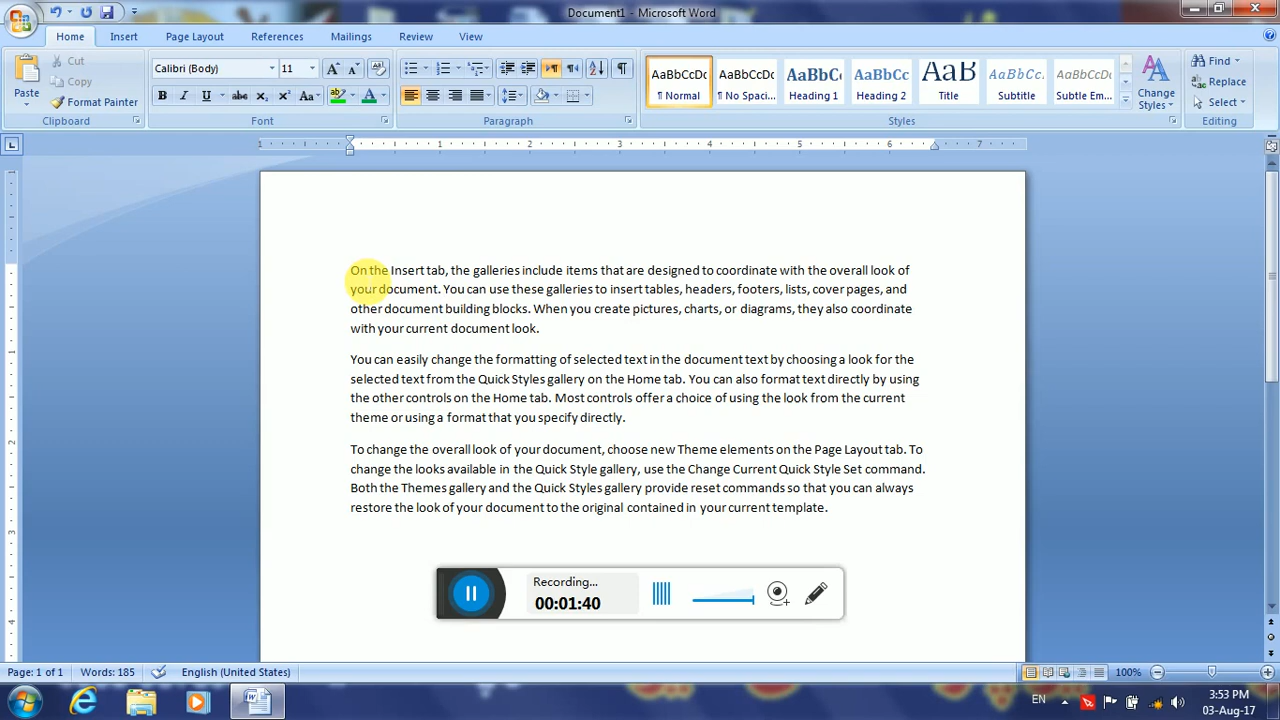 Document1 - Microsoft Word
Home Insert Page Layout References Mailings Review View
Paste
Cut
Copy
Format Painter
Clipboard
Calibri (Body) 11
Font
Paragraph
AaBbCcDc AaBbCcDc AaBbC AaBbCc AaB AaBbCc. AaBbCcDc
¶ Normal ¶ No Spaci... Heading 1 Heading 2 Title Subtitle Subtle Em...
Change
Styles
Styles
Find
Replace
Select
Editing
1 1 2 3 4 5 6 7
On the Insert tab, the galleries include items that are designed to coordinate with the overall look of
your document. You can use these galleries to insert tables, headers, footers, lists, cover pages, and
other document building blocks. When you create pictures, charts, or diagrams, they also coordinate
with your current document look.
You can easily change the formatting of selected text in the document text by choosing a look for the
selected text from the Quick Styles gallery on the Home tab. You can also format text directly by using
the other controls on the Home tab. Most controls offer a choice of using the look from the current
theme or using a format that you specify directly.
To change the overall look of your document, choose new Theme elements on the Page Layout tab. To
change the looks available in the Quick Style gallery, use the Change Current Quick Style Set command.
Both the Themes gallery and the Quick Styles gallery provide reset commands so that you can always
restore the look of your document to the original contained in your current template.
Recording...
00:01:40
Page: 1 of 1 Words: 185 English (United States) 100%
EN 3:53 PM
03-Aug-17